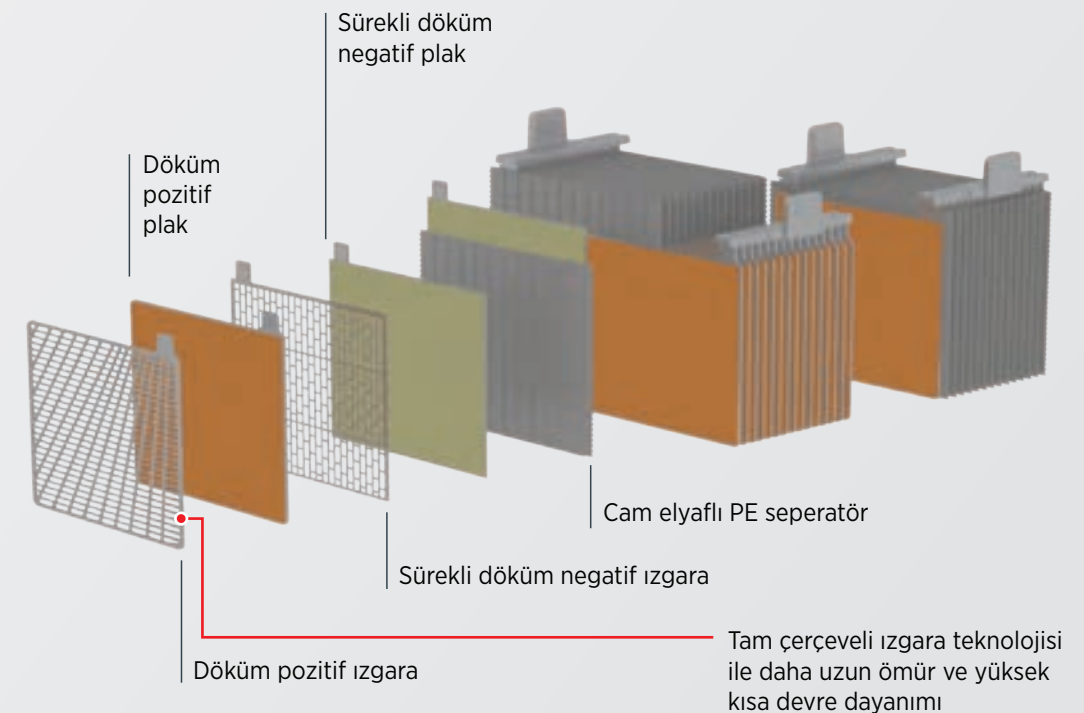 Sürekli döküm
negatif plak
Döküm
pozitif
plak
Cam elyaflı PE seperatör
Sürekli döküm negatif ızgara
Döküm pozitif ızgara
Tam çerçeveli ızgara teknolojisi
ile daha uzun ömür ve yüksek
kısa devre dayanımı